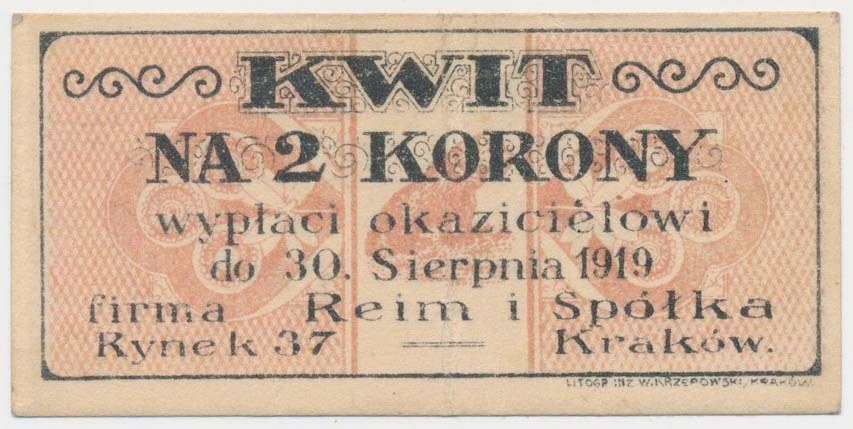 KWIT
NA 2 KORONY
wypłaci okazicielowi
do 30. Sierpnia 1919
firma Reim i Spółka
Rynek 37 Kraków.
LITOGR. INŻ. W. KRZEPOWSKI, KRAKÓW.